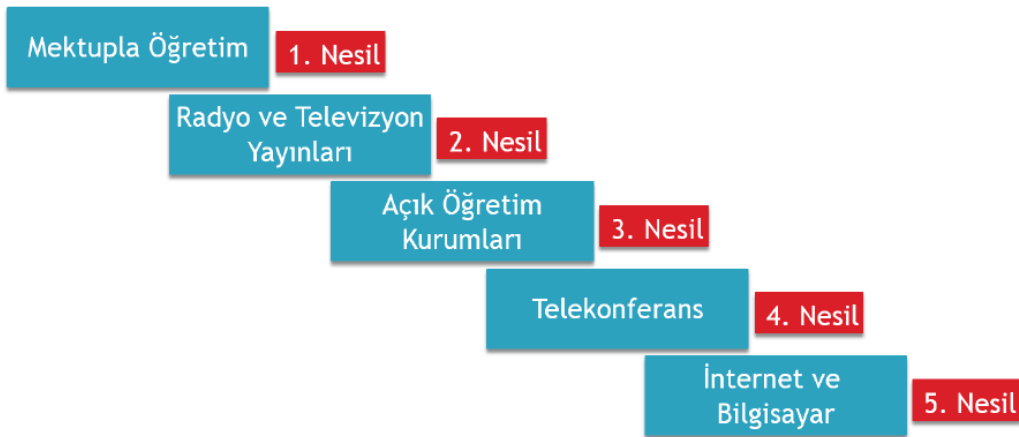 Mektupla Öğretim
1. Nesil
Radyo ve Televizyon
Yayınları
2. Nesil
Açık Öğretim
Kurumları
3. Nesil
Telekonferans
4. Nesil
İnternet ve
Bilgisayar
5. Nesil